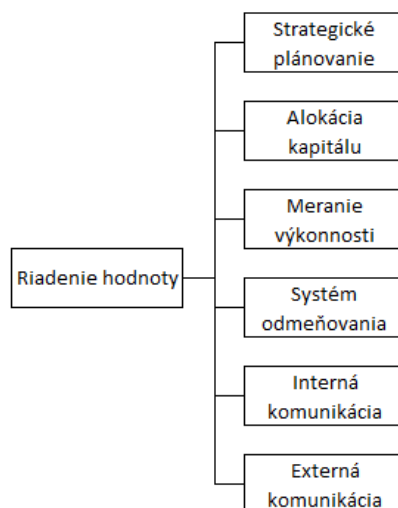 Strategické
plánovanie
Alokácia
kapitálu
Meranie
výkonnosti
Riadenie hodnoty
Systém
odmeňovania
Interná
komunikácia
Externá
komunikácia